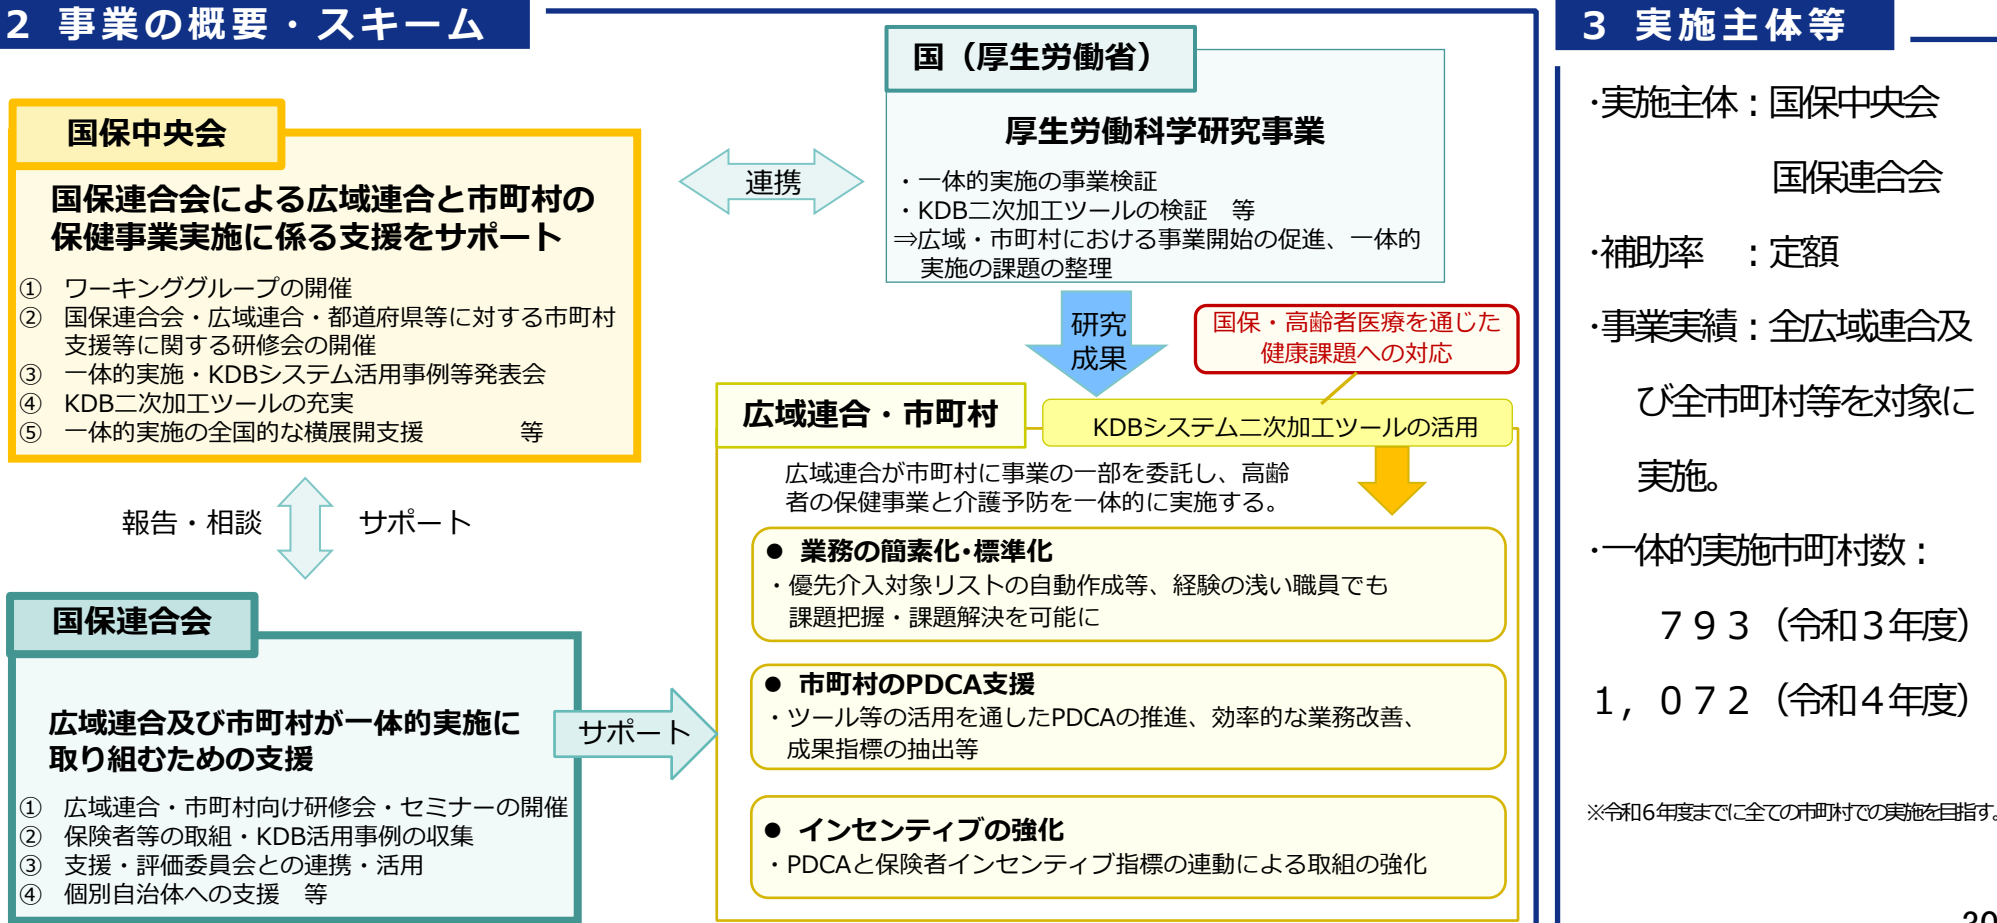 2 事業の概要・スキーム
国保中央会
国保連合会による広域連合と市町村の
保健事業実施に係る支援をサポート
① ワーキンググループの開催
② 国保連合会・広域連合・都道府県等に対する市町村
支援等に関する研修会の開催
③ 一体的実施・KDBシステム活用事例等発表会
④ KDB二次加工ツールの充実
⑤ 一体的実施の全国的な横展開支援 等
連携
国（厚生労働省）
厚生労働科学研究事業
・一体的実施の事業検証
・KDB二次加工ツールの検証 等
⇒広域・市町村における事業開始の促進、一体的
実施の課題の整理
研究
成果
国保・高齢者医療を通じた
健康課題への対応
報告・相談 サポート
国保連合会
広域連合及び市町村が一体的実施に
取り組むための支援
① 広域連合・市町村向け研修会・セミナーの開催
② 保険者等の取組・KDB活用事例の収集
③ 支援・評価委員会との連携・活用
④ 個別自治体への支援 等
サポート
広域連合・市町村
KDBシステム二次加工ツールの活用
広域連合が市町村に事業の一部を委託し、高齢
者の保健事業と介護予防を一体的に実施する。
● 業務の簡素化･標準化
・優先介入対象リストの自動作成等、経験の浅い職員でも
課題把握・課題解決を可能に
● 市町村のPDCA支援
・ツール等の活用を通したPDCAの推進、効率的な業務改善、
成果指標の抽出等
● インセンティブの強化
・PDCAと保険者インセンティブ指標の連動による取組の強化
3 実施主体等
･実施主体：国保中央会
国保連合会
･補助率 ：定額
･事業実績：全広域連合及
び全市町村等を対象に
実施。
･一体的実施市町村数：
７９３（令和３年度）
１，０７２（令和４年度）
※令和６年度までに全ての市町村での実施を目指す。